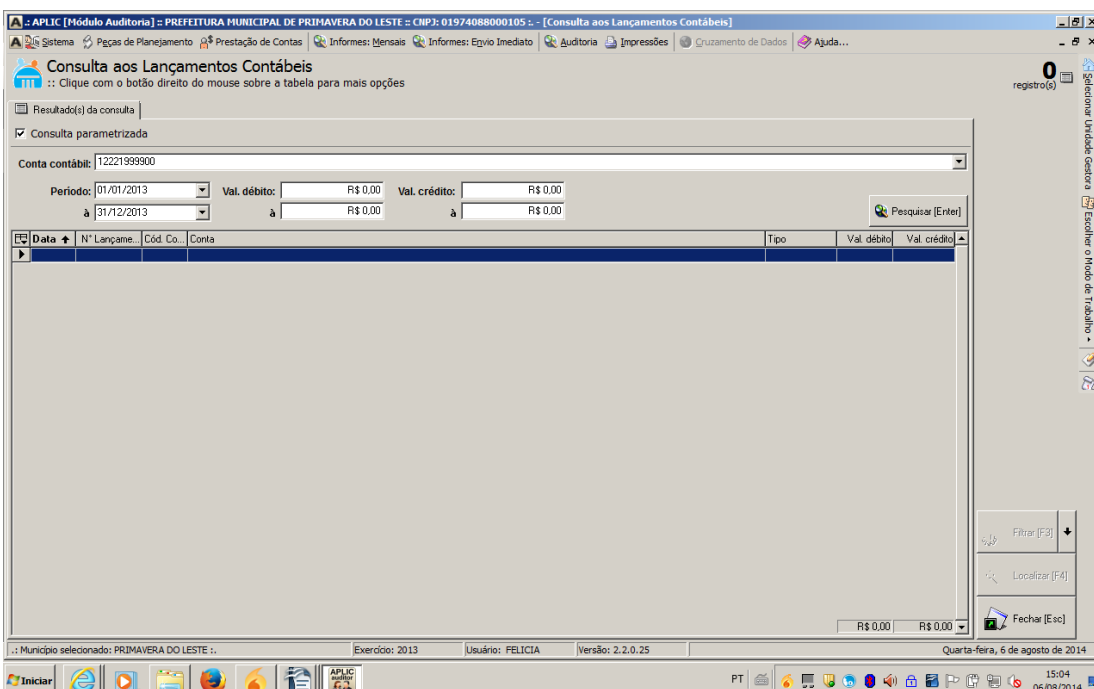 .: APLIC [Módulo Auditoria] :: PREFEITURA MUNICIPAL DE PRIMAVERA DO LESTE :: CNPJ: 01974088000105 :. - [Consulta aos Lançamentos Contábeis]
Sistema Peças de Planejamento Prestação de Contas Informes: Mensais Informes: Envio Imediato Auditoria Impressões Cruzamento de Dados Ajuda...
Consulta aos Lançamentos Contábeis
:: Clique com o botão direito do mouse sobre a tabela para mais opções
0
registro(s)
Resultado(s) da consulta
Consulta parametrizada
Conta contábil: 12221999900
Período: 01/01/2013 Val. débito: R$ 0,00 Val. crédito: R$ 0,00
à 31/12/2013 à R$ 0,00 à R$ 0,00
Pesquisar [Enter]
Data N° Lançame... Cód. Co... Conta Tipo Val. débito Val. crédito
Selecionar Unidade Gestora
Escolher o Modo de Trabalho
Filtrar [F3]
Localizar [F4]
Fechar [Esc]
R$ 0,00 R$ 0,00
.: Município selecionado: PRIMAVERA DO LESTE :. Exercício: 2013 Usuário: FELICIA Versão: 2.2.0.25 Quarta-feira, 6 de agosto de 2014
Iniciar APLIC auditor PT 15:04
06/08/2014